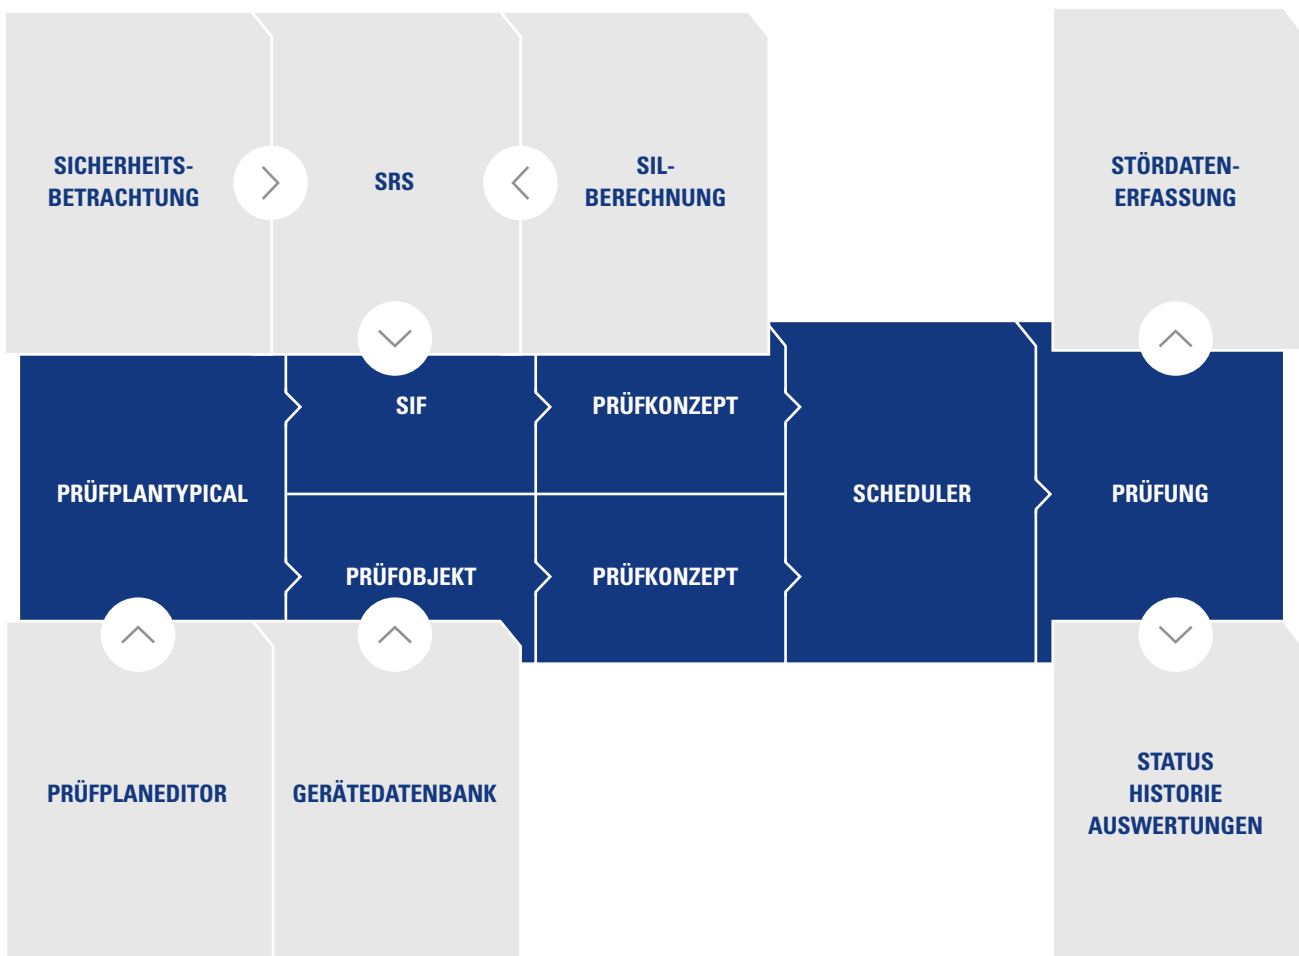 SICHERHEITS-
BETRACHTUNG
SRS
SIL-
BERECHNUNG
STÖRDATEN-
ERFASSUNG
PRÜFPLANTYPICAL
SIF
PRÜFKONZEPT
PRÜFOBJEKT
PRÜFKONZEPT
SCHEDULER
PRÜFUNG
PRÜFPLANEDITOR
GERÄTEDATENBANK
STATUS
HISTORIE
AUSWERTUNGEN